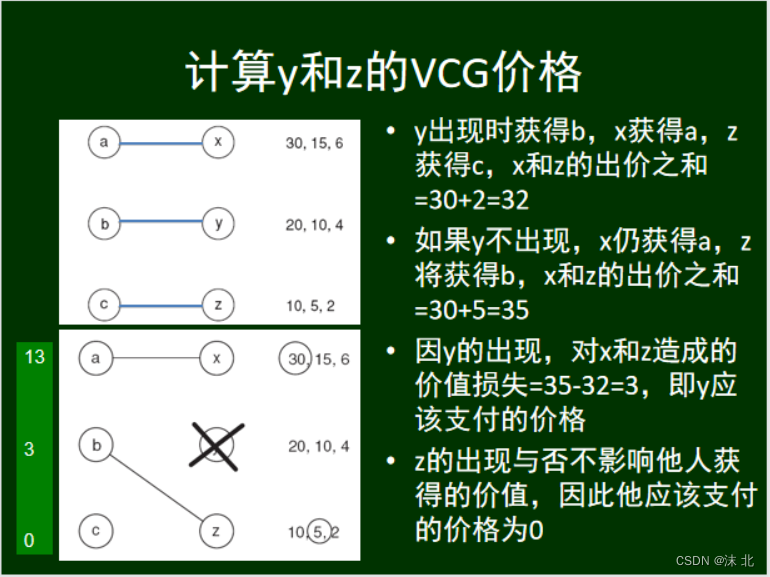 计算y和z的VCG价格
a x 30, 15, 6
b y 20, 10, 4
c z 10, 5, 2
13 a x 30, 15, 6
3 b 20, 10, 4
0 c z 10, 5, 2
• y出现时获得b，x获得a，z
获得c，x和z的出价之和
=30+2=32
• 如果y不出现，x仍获得a，z
将获得b，x和z的出价之和
=30+5=35
• 因y的出现，对x和z造成的
价值损失=35-32=3，即y应
该支付的价格
• z的出现与否不影响他人获
得的价值，因此他应该支付
的价格为0
CSDN @沫 北